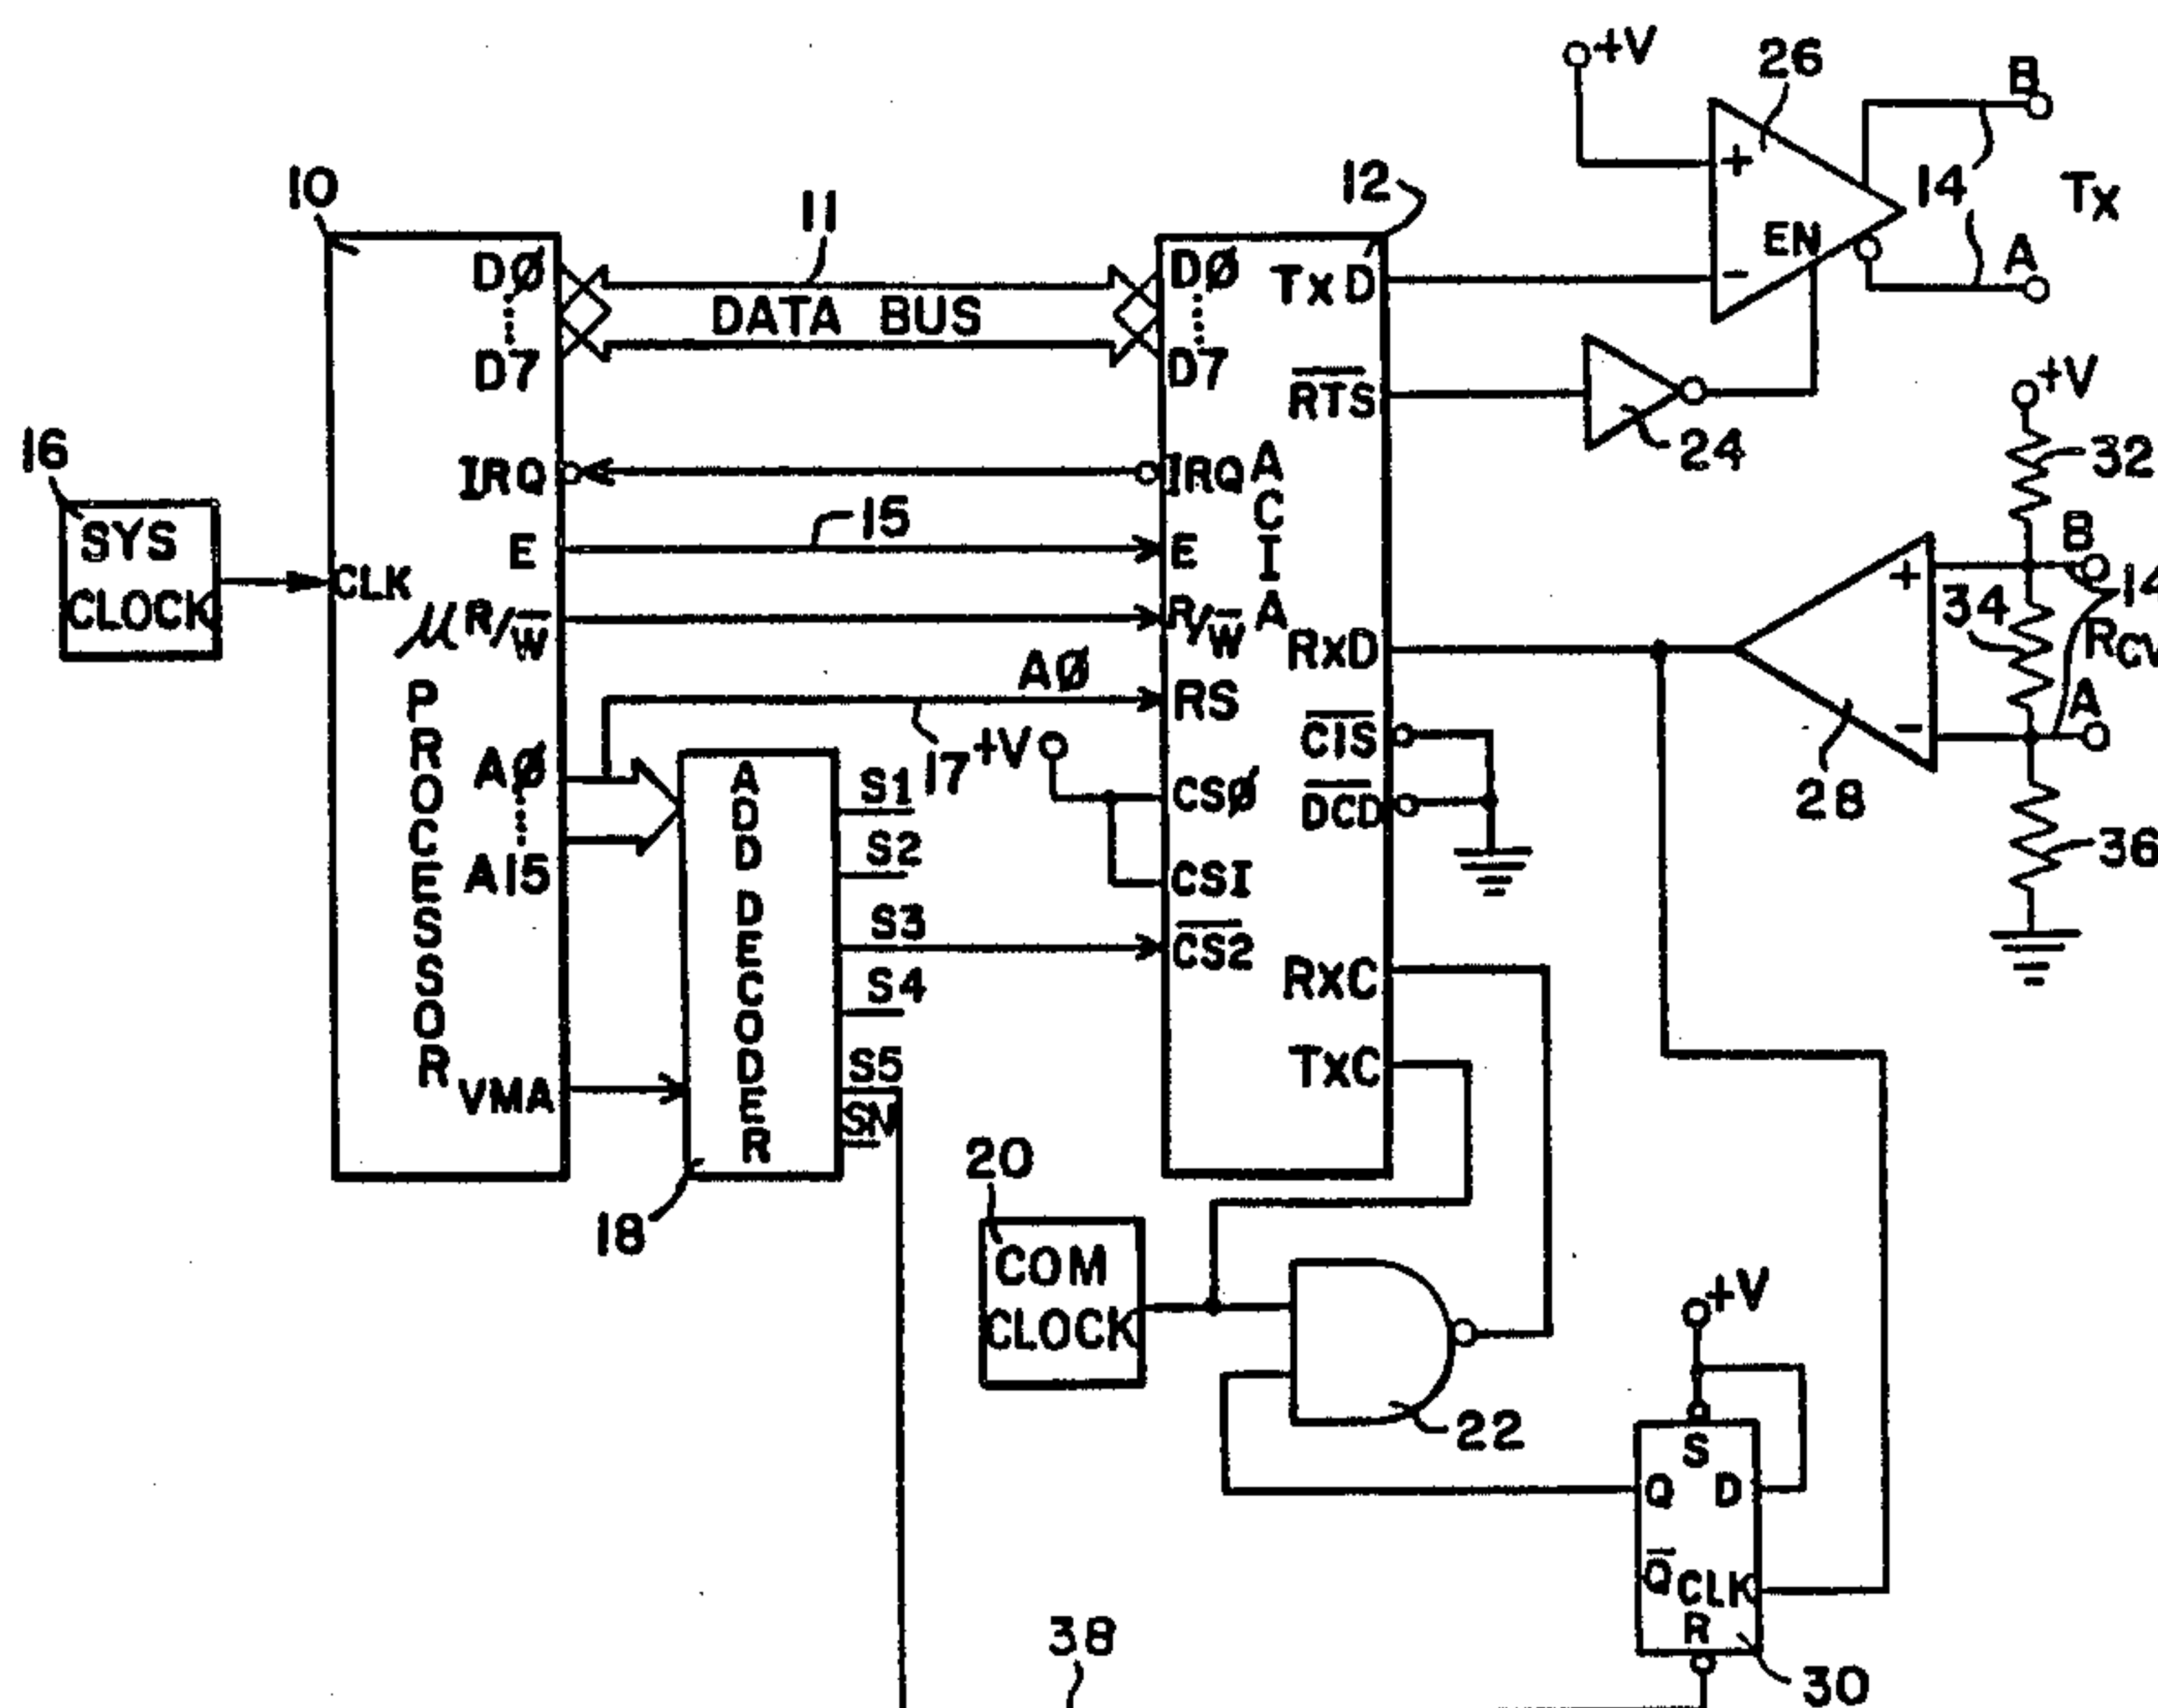 +V
26
B
14
Tx
A
EN
+
-
10
11
12
DØ
D7
DATA BUS
DØ
D7
TxD
RTS
24
+V
32
16
SYS
CLOCK
CLK
IRQ
IRQ
E
15
E
R/W
R/W
μ
PROCESSOR
ACIA
RxD
28
+
-
B
14
34
RCV
A
36
AØ
RS
17
+V
CIS
DCD
CSØ
CSI
CS2
AØ
A15
VMA
ADD DECODER
S1
S2
S3
S4
S5
SN
18
RxC
TxC
20
COM
CLOCK
22
+V
S
Q D
Q CLK
R
30
38